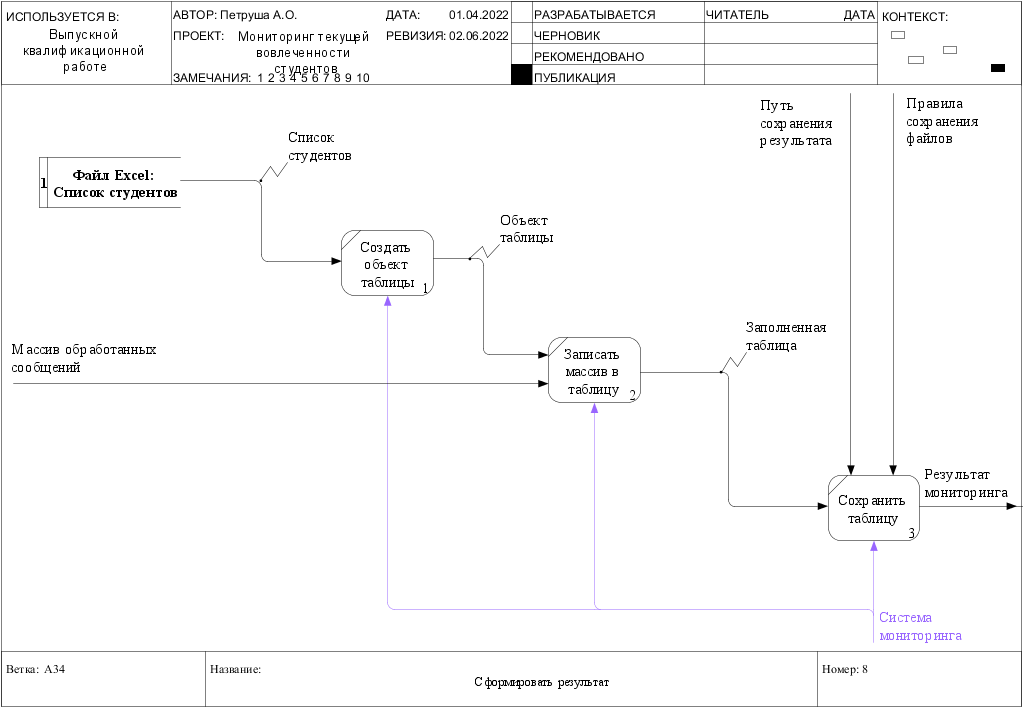 ИСПОЛЬЗУЕТСЯ В:
Выпускной
квалификационной
работе
АВТОР: Петруша А.О.
ДАТА: 01.04.2022
ПРОЕКТ: Мониторинг текущей
вовлеченности
студентов
РЕВИЗИЯ: 02.06.2022
ЗАМЕЧАНИЯ: 1 2 3 4 5 6 7 8 9 10
РАЗРАБАТЫВАЕТСЯ
ЧЕРНОВИК
РЕКОМЕНДОВАНО
ПУБЛИКАЦИЯ
ЧИТАТЕЛЬ ДАТА
КОНТЕКСТ:
Путь
сохранения
результата
Правила
сохранения
файлов
Список
студентов
1
Файл Excel:
Список студентов
Объект
таблицы
Создать
объект
таблицы
1
Заполненная
таблица
Массив обработанных
сообщений
Записать
массив в
таблицу
2
Результат
мониторинга
Сохранить
таблицу
3
Система
мониторинга
Ветка: A34
Название:
Сформировать результат
Номер: 8